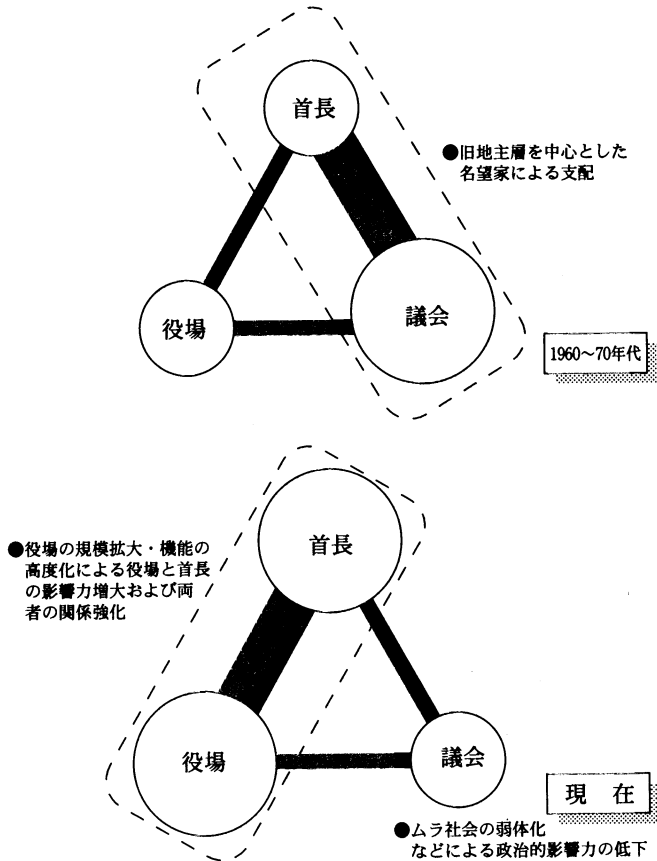 首長
●旧地主層を中心とした
名望家による支配
役場
議会
1960～70年代
首長
●役場の規模拡大・機能の
高度化による役場と首長
の影響力増大および両
者の関係強化
役場
議会
現 在
●ムラ社会の弱体化
などによる政治的影響力の低下